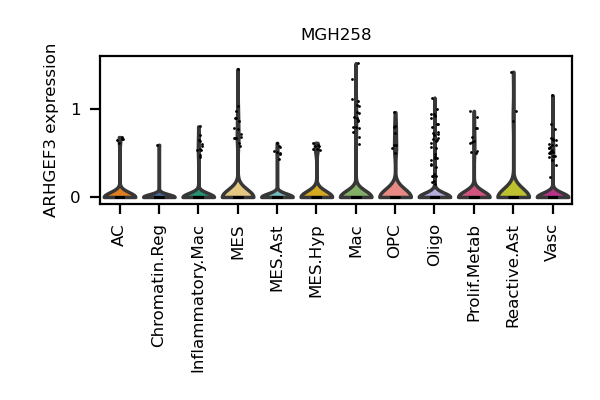 MGH258
ARHGEF3 expression
1
0
AC
Chromatin.Reg
Inflammatory.Mac
MES
MES.Ast
MES.Hyp
Mac
OPC
Oligo
Prolif.Metab
Reactive.Ast
Vasc